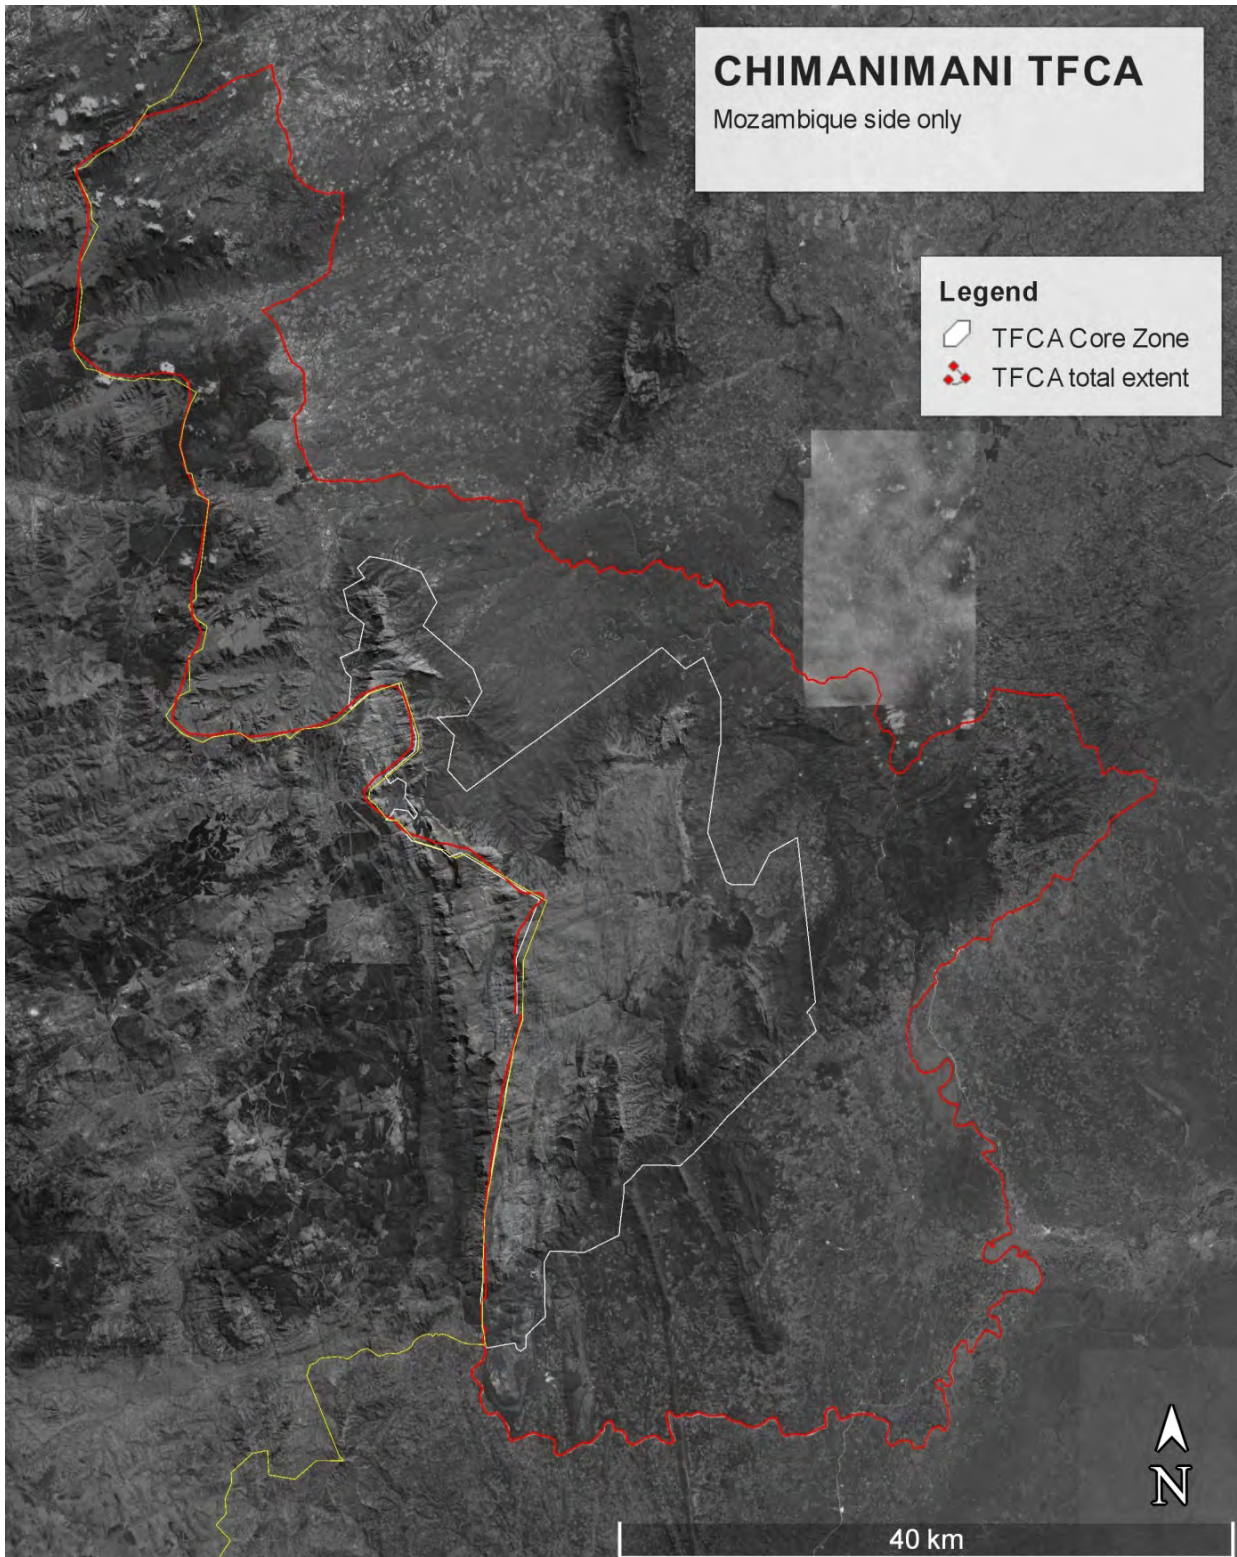 CHIMANIMANI TFCA
Mozambique side only
Legend
TFCA Core Zone
TFCA total extent
N
40 km